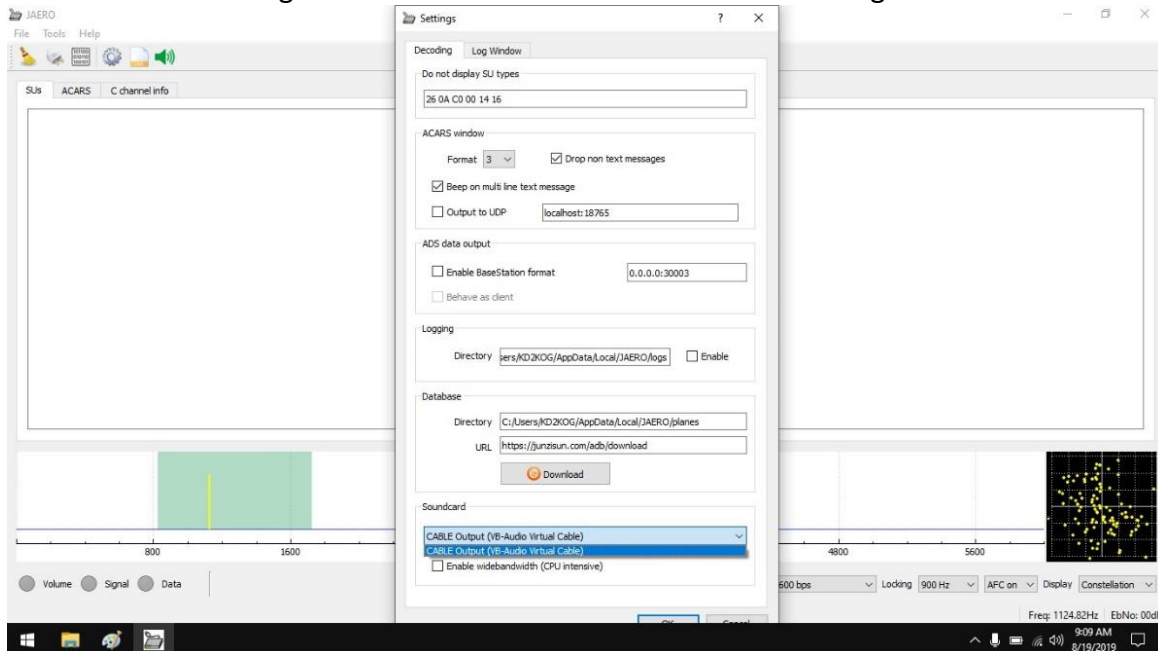 JAERO
File Tools Help
SUs ACARS C channel info
Settings ? ×
Decoding Log Window
Do not display SU types
26 0A C0 00 14 16
ACARS window
Format 3 Drop non text messages
Beep on multi line text message
Output to UDP localhost:18765
ADS data output
Enable BaseStation format 0.0.0.0:30003
Behave as client
Logging
Directory sers/KD2KOG/AppData/Local/JAERO/logs Enable
Database
Directory C:/Users/KD2KOG/AppData/Local/JAERO/planes
URL https://junzisun.com/adb/download
Download
Soundcard
CABLE Output (VB-Audio Virtual Cable)
CABLE Output (VB-Audio Virtual Cable)
Enable widebandwidth (CPU intensive)
800 1600 4800 5600
Volume Signal Data 600 bps Locking 900 Hz AFC on Display Constellation
Freq: 1124.82Hz EbNo: 00d
9:09 AM
8/19/2019